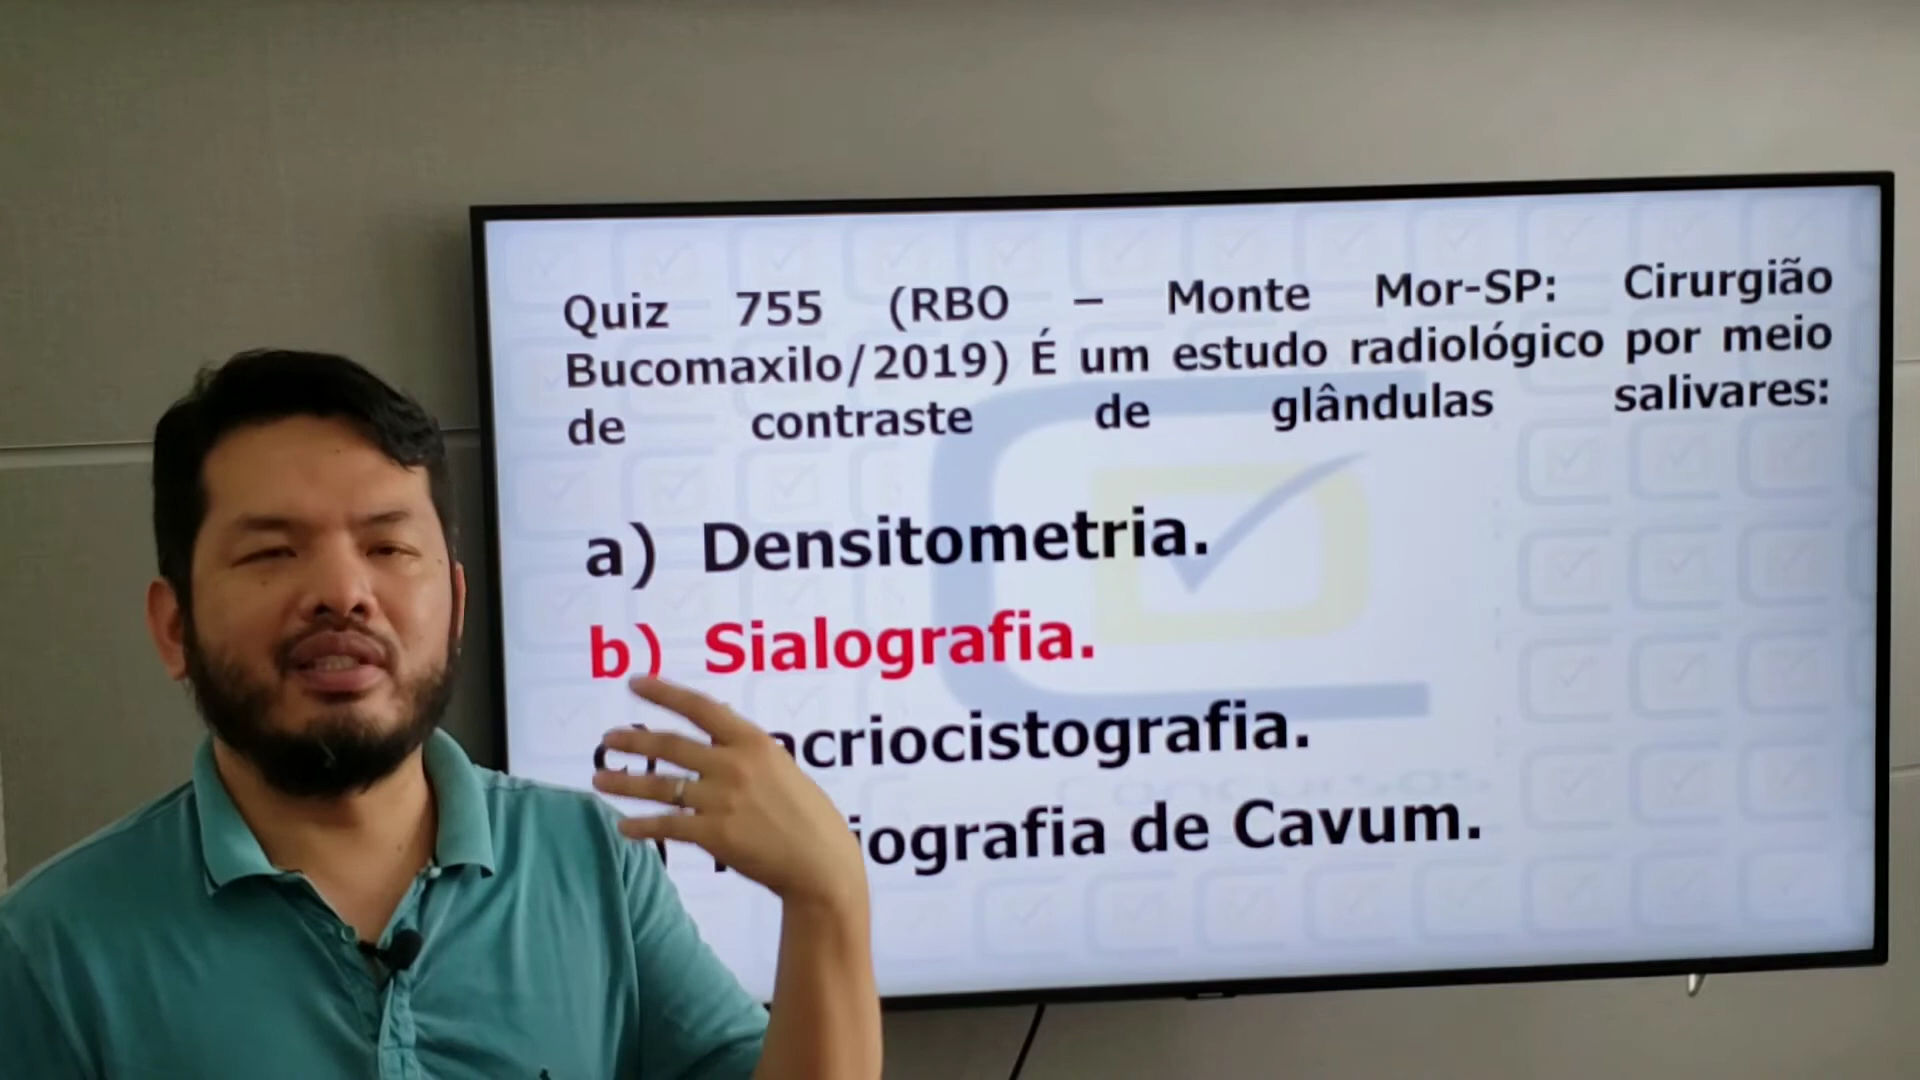 Quiz 755 (RBO – Monte Mor-SP: Cirurgião
Bucomaxilo/2019) É um estudo radiológico por meio
de contraste de glândulas salivares:
a) Densitometria.
b) Sialografia.
c) acriocistografia.
iografia de Cavum.